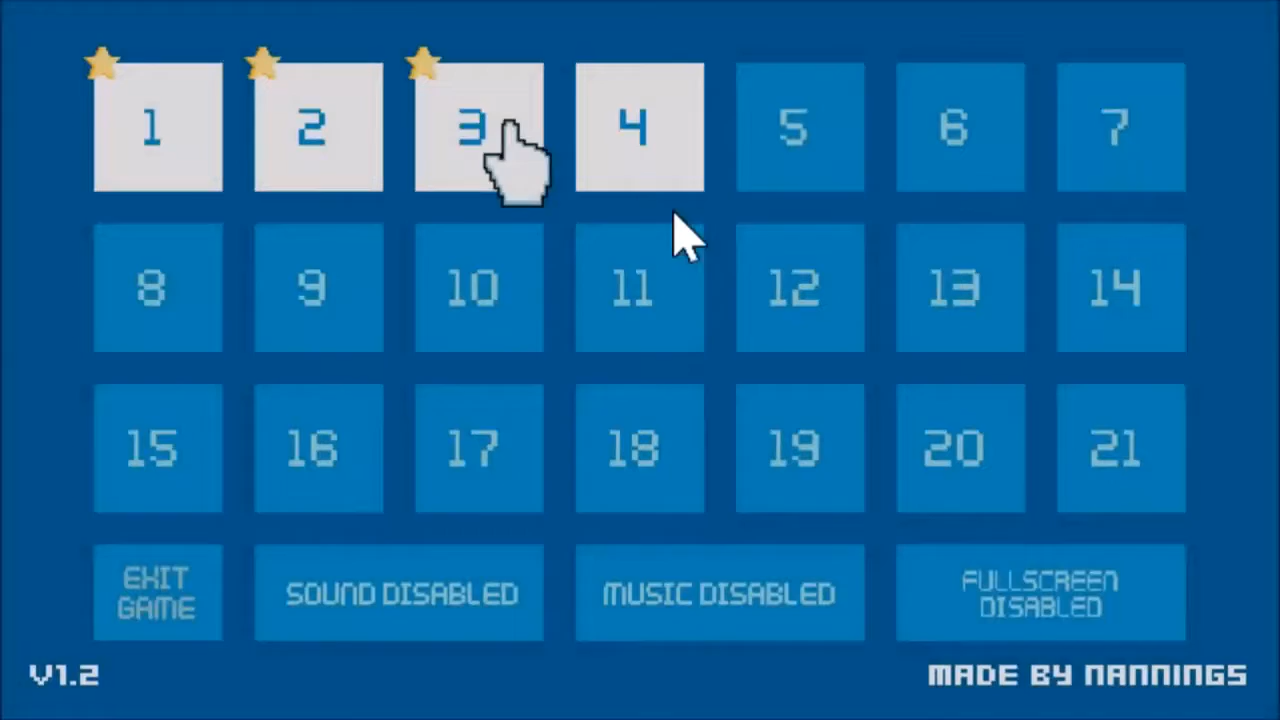 1 2 3 4 5 6 7
8 9 10 11 12 13 14
15 16 17 18 19 20 21
EXIT
GAME
SOUND DISABLED
MUSIC DISABLED
FULLSCREEN
DISABLED
V1.2
MADE BY NANNINGS